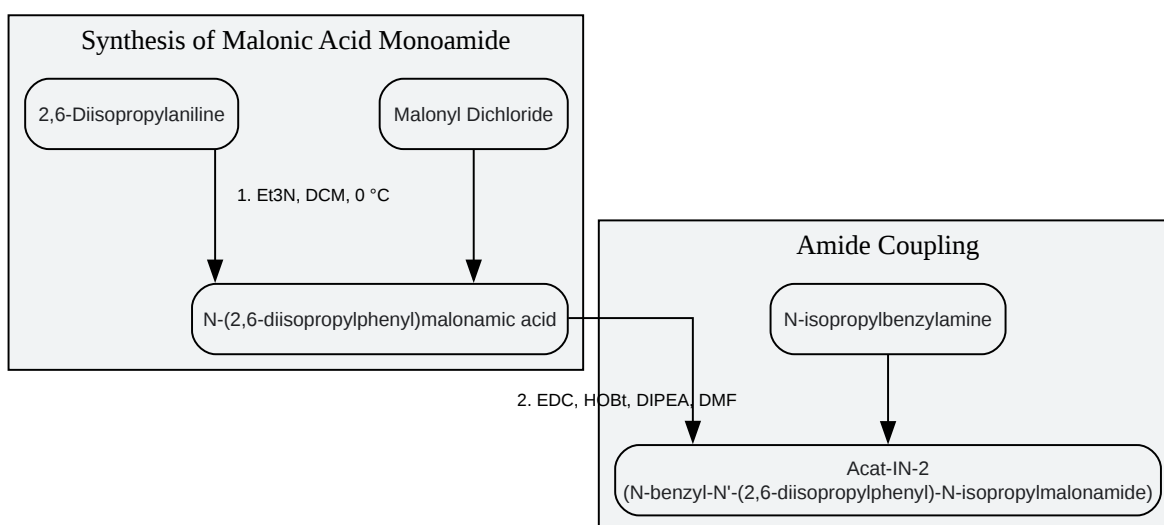 Synthesis of Malonic Acid Monoamide
2,6-Diisopropylaniline
Malonyl Dichloride
1. Et3N, DCM, 0 °C
N-(2,6-diisopropylphenyl)malonamic acid
Amide Coupling
N-isopropylbenzylamine
2. EDC, HOBt, DIPEA, DMF
Acat-IN-2
(N-benzyl-N'-(2,6-diisopropylphenyl)-N-isopropylmalonamide)